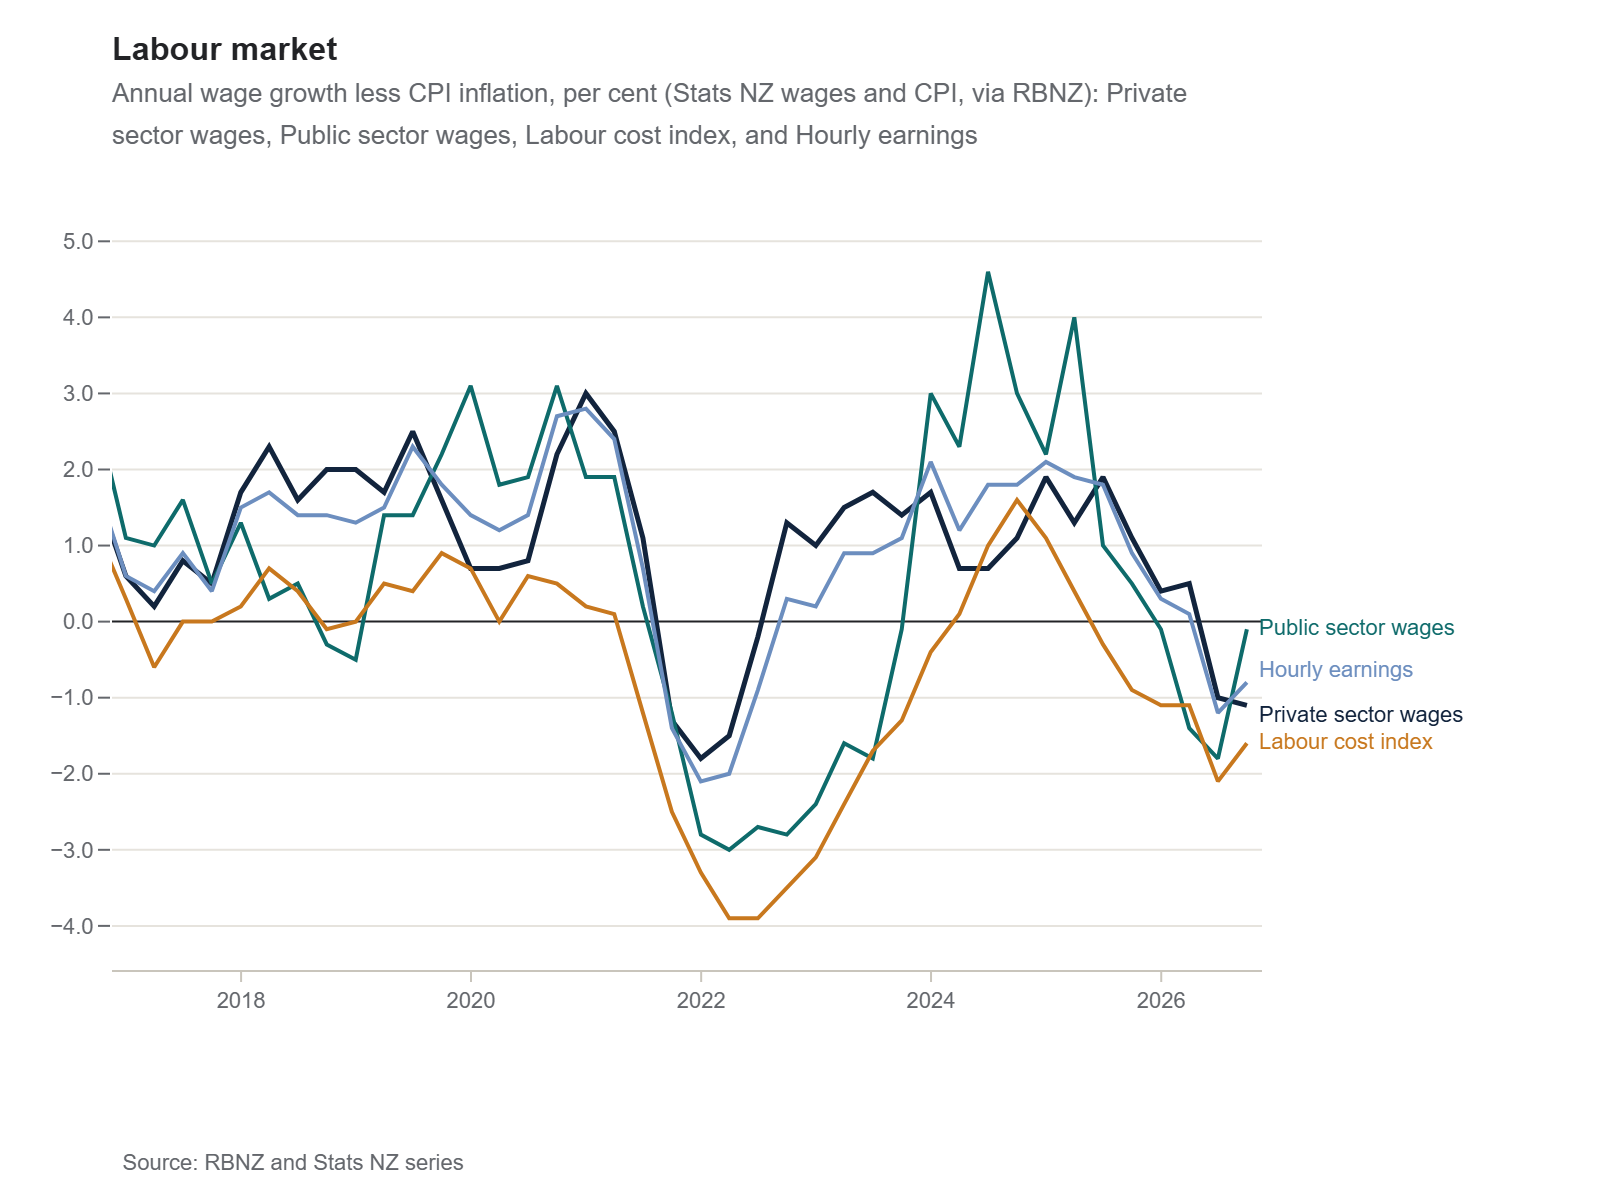 Labour market
Annual wage growth less CPI inflation, per cent (Stats NZ wages and CPI, via RBNZ): Private
sector wages, Public sector wages, Labour cost index, and Hourly earnings
5.0
4.0
3.0
2.0
1.0
0.0
−1.0
−2.0
−3.0
−4.0
Public sector wages
Hourly earnings
Private sector wages
Labour cost index
2018
2020
2022
2024
2026
Source: RBNZ and Stats NZ series